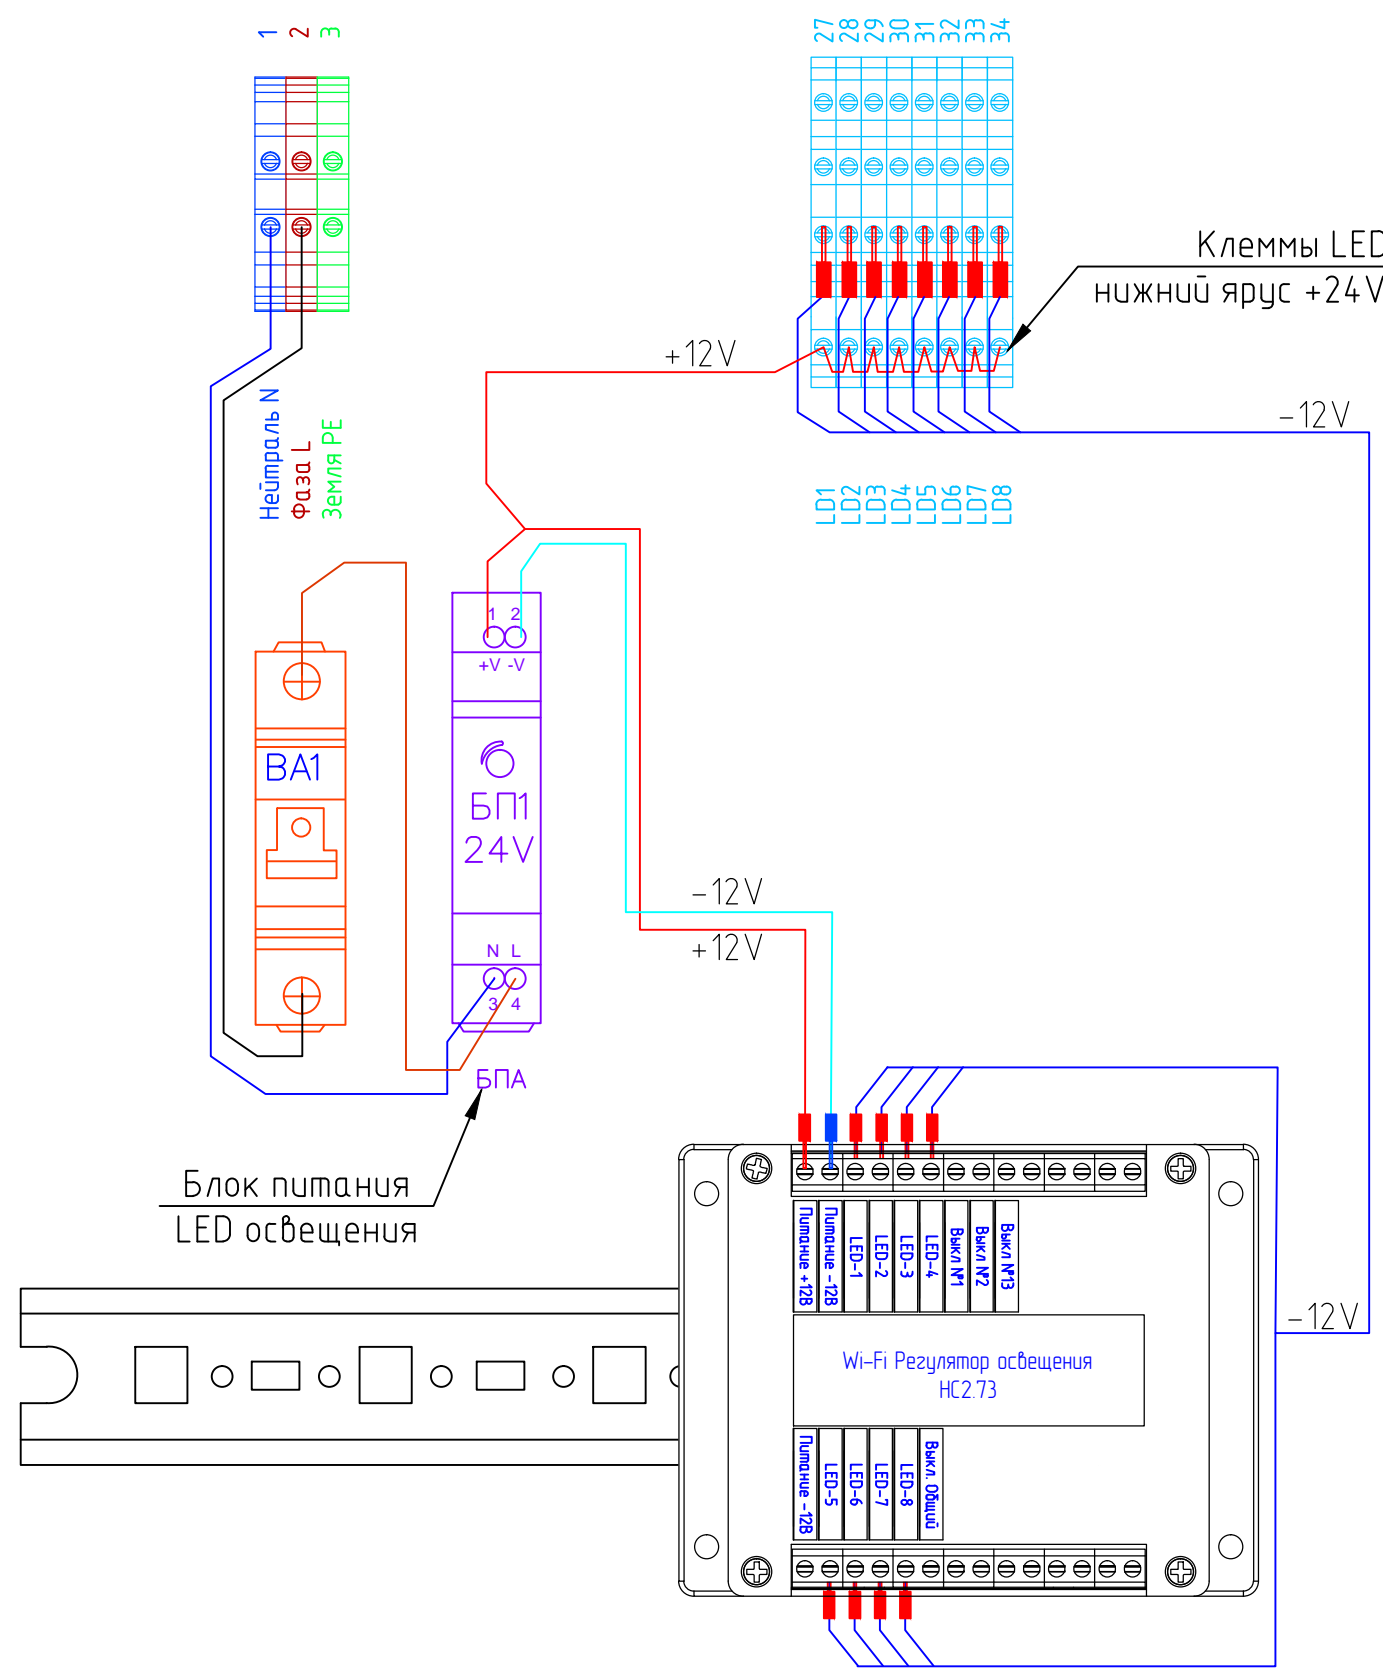 1
2
3
27
28
29
30
31
32
33
34
Клеммы LED
нижний ярус +24V
+12V
-12V
Нейтраль N
Фаза L
Земля PE
LD1
LD2
LD3
LD4
LD5
LD6
LD7
LD8
1 2
+V -V
ВА1
БП1
24V
-12V
+12V
N L
3 4
БПА
Блок питания
LED освещения
Питание +12В
Питание -12В
LED-1
LED-2
LED-3
LED-4
Выкл №1
Выкл №2
Выкл №13
-12V
Wi-Fi Регулятор освещения
HC2.73
Питание -12В
LED-5
LED-6
LED-7
LED-8
Выкл. Общий